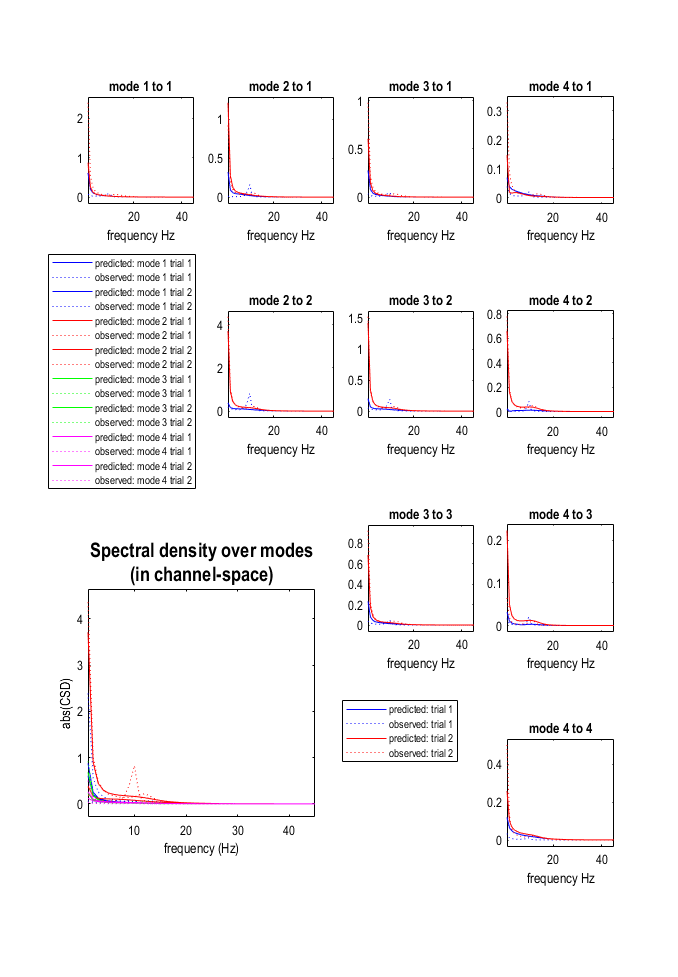 mode 1 to 1
mode 2 to 1
mode 3 to 1
mode 4 to 1
2
1
0
20
40
frequency Hz
1
0.5
0
20
40
frequency Hz
1
0.5
0
20
40
frequency Hz
0.3
0.2
0.1
0
20
40
frequency Hz
predicted: mode 1 trial 1
observed: mode 1 trial 1
predicted: mode 1 trial 2
observed: mode 1 trial 2
predicted: mode 2 trial 1
observed: mode 2 trial 1
predicted: mode 2 trial 2
observed: mode 2 trial 2
predicted: mode 3 trial 1
observed: mode 3 trial 1
predicted: mode 3 trial 2
observed: mode 3 trial 2
predicted: mode 4 trial 1
observed: mode 4 trial 1
predicted: mode 4 trial 2
observed: mode 4 trial 2
mode 2 to 2
mode 3 to 2
mode 4 to 2
4
2
0
20
40
frequency Hz
1.5
1
0.5
0
20
40
frequency Hz
0.8
0.6
0.4
0.2
0
20
40
frequency Hz
mode 3 to 3
mode 4 to 3
0.8
0.6
0.4
0.2
0
20
40
frequency Hz
0.2
0.1
0
20
40
frequency Hz
Spectral density over modes
(in channel-space)
abs(CSD)
4
3
2
1
0
10
20
30
40
frequency (Hz)
predicted: trial 1
observed: trial 1
predicted: trial 2
observed: trial 2
mode 4 to 4
0.4
0.2
0
20
40
frequency Hz